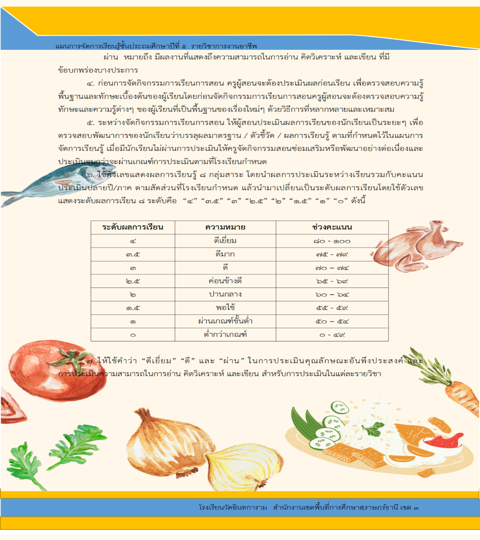 แผนการจัดการเรียนรู้ชั้นประถมศึกษาปีที่ ๕ รายวิชาการงานอาชีพ
ผ่าน หมายถึง มีผลงานที่แสดงถึงความสามารถในการอ่าน คิดวิเคราะห์ และเขียน ที่มี
ข้อบกพร่องบางประการ
๔. ก่อนการจัดกิจกรรมการเรียนการสอน ครูผู้สอนจะต้องประเมินผลก่อนเรียน เพื่อตรวจสอบความรู้
พื้นฐานและทักษะเบื้องต้นของผู้เรียนโดยก่อนจัดกิจกรรมการเรียนการสอนครูผู้สอนจะต้องตรวจสอบความรู้
ทักษะและความรู้ต่างๆ ของผู้เรียนที่เป็นพื้นฐานของเรื่องใหม่ๆ ด้วยวิธีการที่หลากหลายและเหมาะสม
๕. ระหว่างจัดกิจกรรมการเรียนการสอน ให้ผู้สอนประเมินผลการเรียนของนักเรียนเป็นระยะๆ เพื่อ
ตรวจสอบพัฒนาการของนักเรียนว่าบรรลุผลมาตรฐาน / ตัวชี้วัด / ผลการเรียนรู้ ตามที่กำหนดไว้ในแผนการ
จัดการเรียนรู้ เมื่อมีนักเรียนไม่ผ่านการประเมินให้ครูจัดกิจกรรมสอนซ่อมเสริมหรือพัฒนาอย่างต่อเนื่องและ
ประเมินจนกว่าจะผ่านเกณฑ์การประเมินตามที่โรงเรียนกำหนด
๖. ใช้ตัวเลขแสดงผลการเรียนรู้ ๘ กลุ่มสาระ โดยนำผลการประเมินระหว่างเรียนรวมกับคะแนน
ประเมินปลายปี/ภาค ตามสัดส่วนที่โรงเรียนกำหนด แล้วนำมาเปลี่ยนเป็นระดับผลการเรียนโดยใช้ตัวเลข
แสดงระดับผลการเรียน ๘ ระดับคือ “๔” “๓.๕” “๓” “๒.๕” “๒” “๑.๕” “๑” “๐” ดังนี้
ระดับผลการเรียน ความหมาย ช่วงคะแนน
๔ ดีเยี่ยม ๘๐ - ๑๐๐
๓.๕ ดีมาก ๗๕ - ๗๙
๓ ดี ๗๐ – ๗๔
๒.๕ ค่อนข้างดี ๖๕ - ๖๙
๒ ปานกลาง ๖๐ – ๖๔
๑.๕ พอใช้ ๕๕ - ๕๙
๑ ผ่านเกณฑ์ขั้นต่ำ ๕๐ – ๕๔
๐ ต่ำกว่าเกณฑ์ ๐ - ๔๙
๗. ให้ใช้คำว่า “ดีเยี่ยม” “ดี” และ “ผ่าน” ในการประเมินคุณลักษณะอันพึงประสงค์และ
การประเมินความสามารถในการอ่าน คิดวิเคราะห์ และเขียน สำหรับการประเมินในแต่ละรายวิชา
โรงเรียนวัดอินทการาม สำนักงานเขตพื้นที่การศึกษาสุราษฎร์ธานี เขต ๓